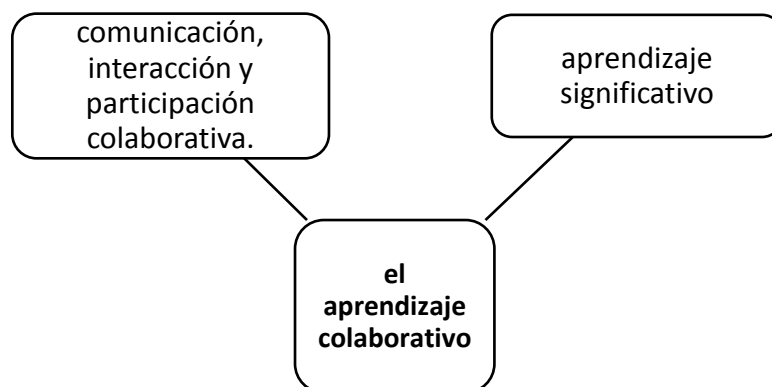 comunicación,
interacción y
participación
colaborativa.
aprendizaje
significativo
el
aprendizaje
colaborativo